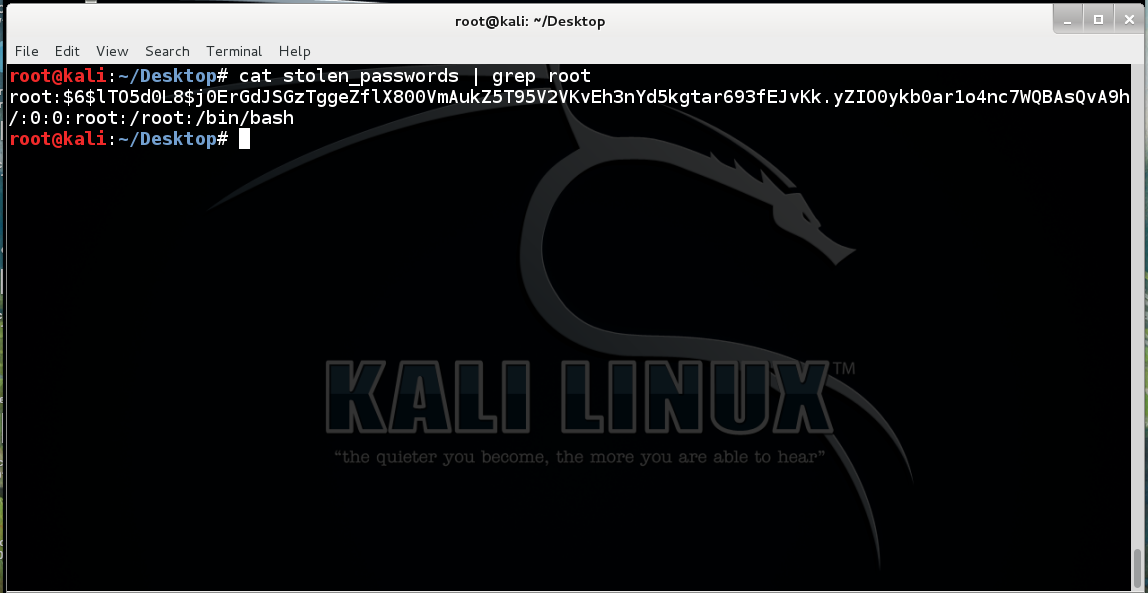 root@kali: ~/Desktop
File Edit View Search Terminal Help
root@kali:~/Desktop# cat stolen_passwords | grep root
root:$6$lTO5d0L8$j0ErGdJSGzTggeZflX800VmAukZ5T95V2VKvEh3nYd5kgtar693fEJvKk.yZIO0ykb0ar1o4nc7WQBAsQvA9h
/:0:0:root:/root:/bin/bash
root@kali:~/Desktop#
KALI LINUX™
“the quieter you become, the more you are able to hear”